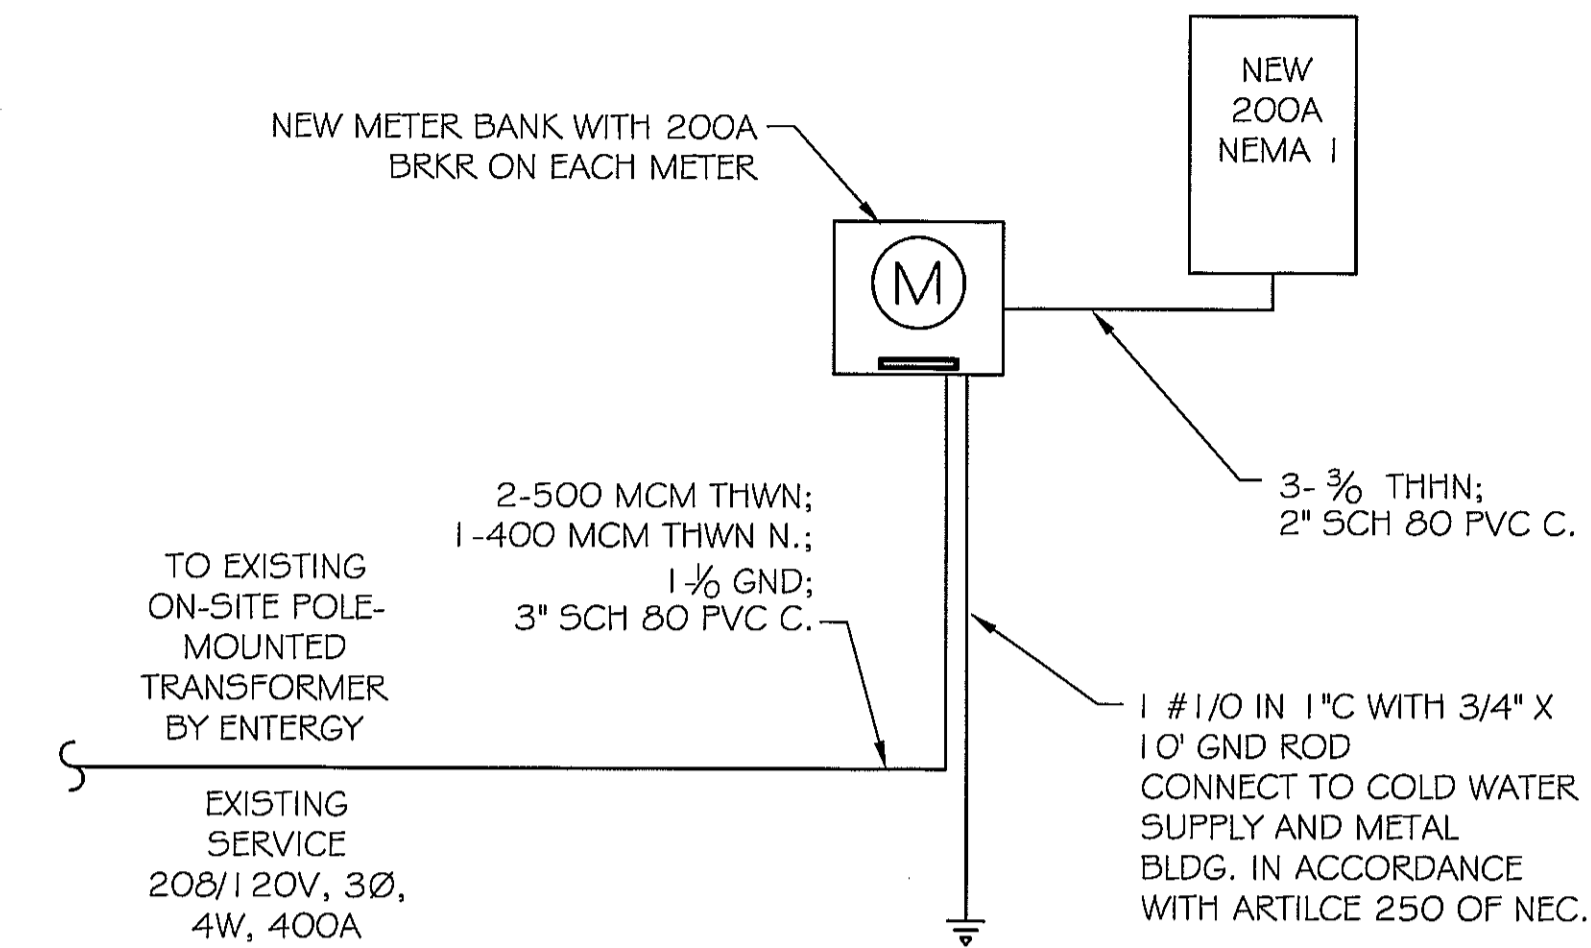 NEW
200A
NEMA 1
NEW METER BANK WITH 200A
BRKR ON EACH METER
M
3- 3/0 THHN;
2" SCH 80 PVC C.
2-500 MCM THWN;
1-400 MCM THWN N.;
1-1/0 GND;
3" SCH 80 PVC C.
TO EXISTING
ON-SITE POLE-
MOUNTED
TRANSFORMER
BY ENTERGY
EXISTING
SERVICE
208/120V, 3Ø,
4W, 400A
1 #1/0 IN 1"C WITH 3/4" X
10' GND ROD
CONNECT TO COLD WATER
SUPPLY AND METAL
BLDG. IN ACCORDANCE
WITH ARTILCE 250 OF NEC.